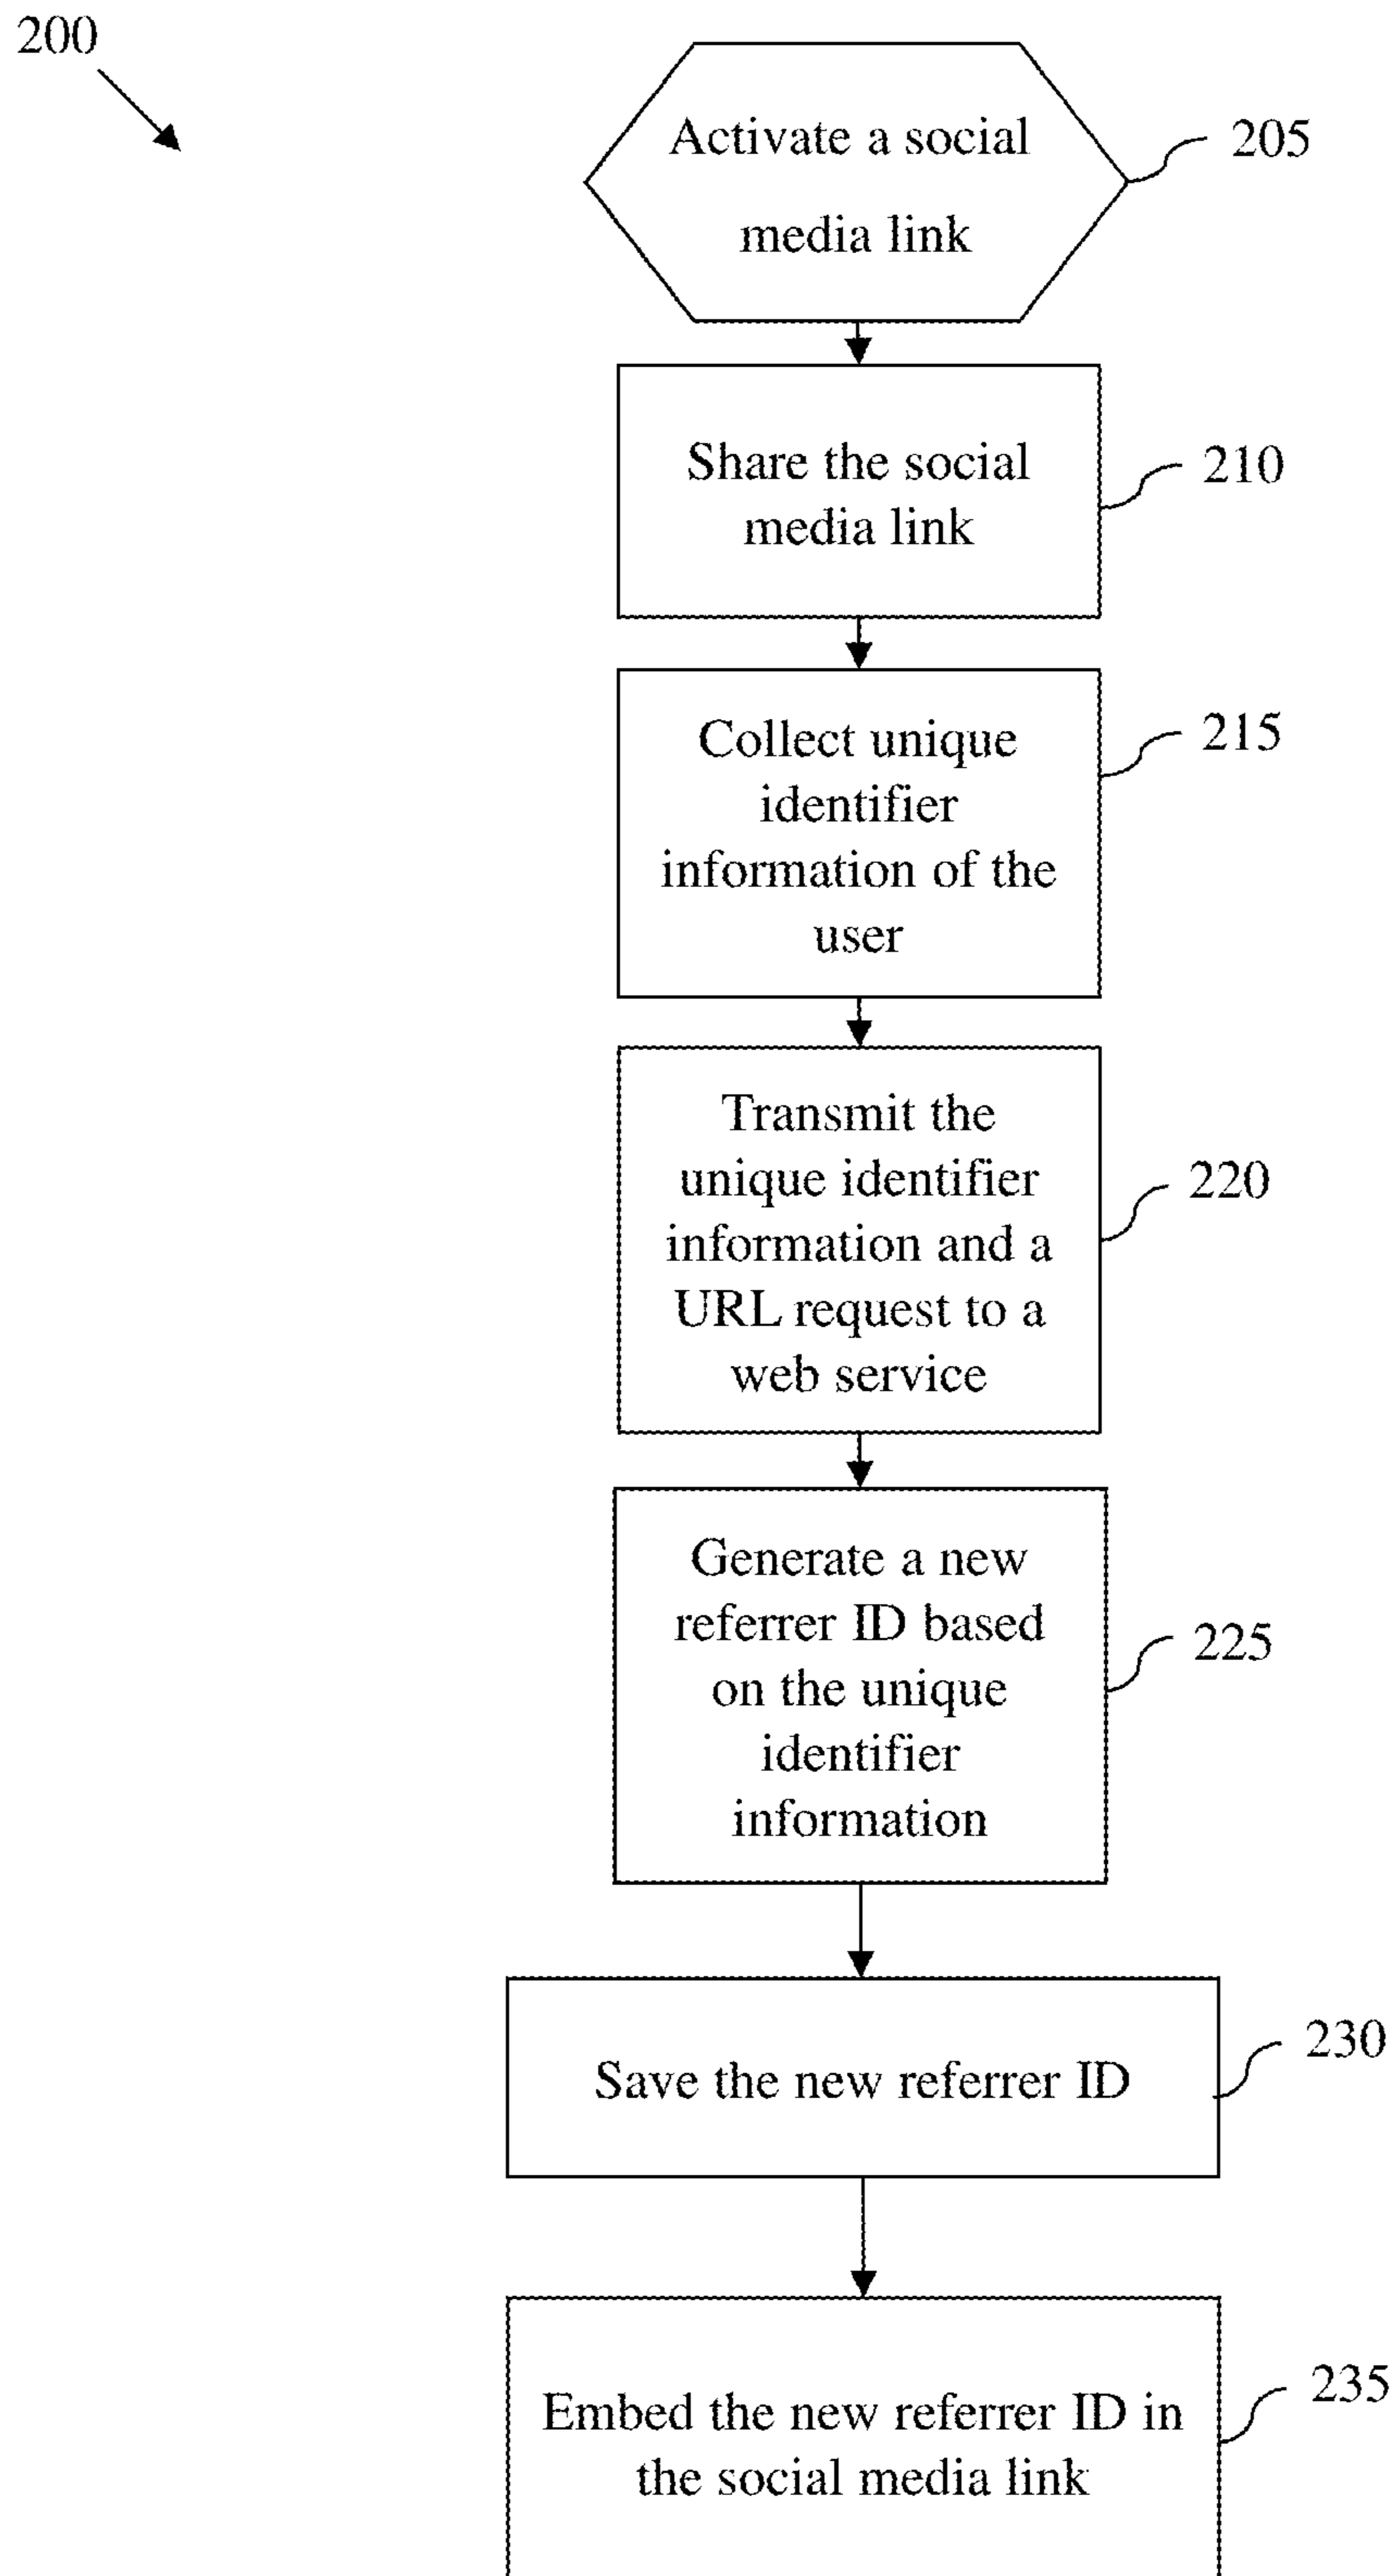 200
Activate a social
media link
205
Share the social
media link
210
Collect unique
identifier
information of the
user
215
Transmit the
unique identifier
information and a
URL request to a
web service
220
Generate a new
referrer ID based
on the unique
identifier
information
225
Save the new referrer ID
230
Embed the new referrer ID in
the social media link
235